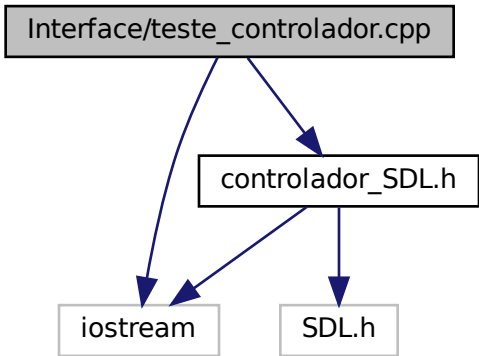 Interface/teste_controlador.cpp
controlador_SDL.h
iostream
SDL.h